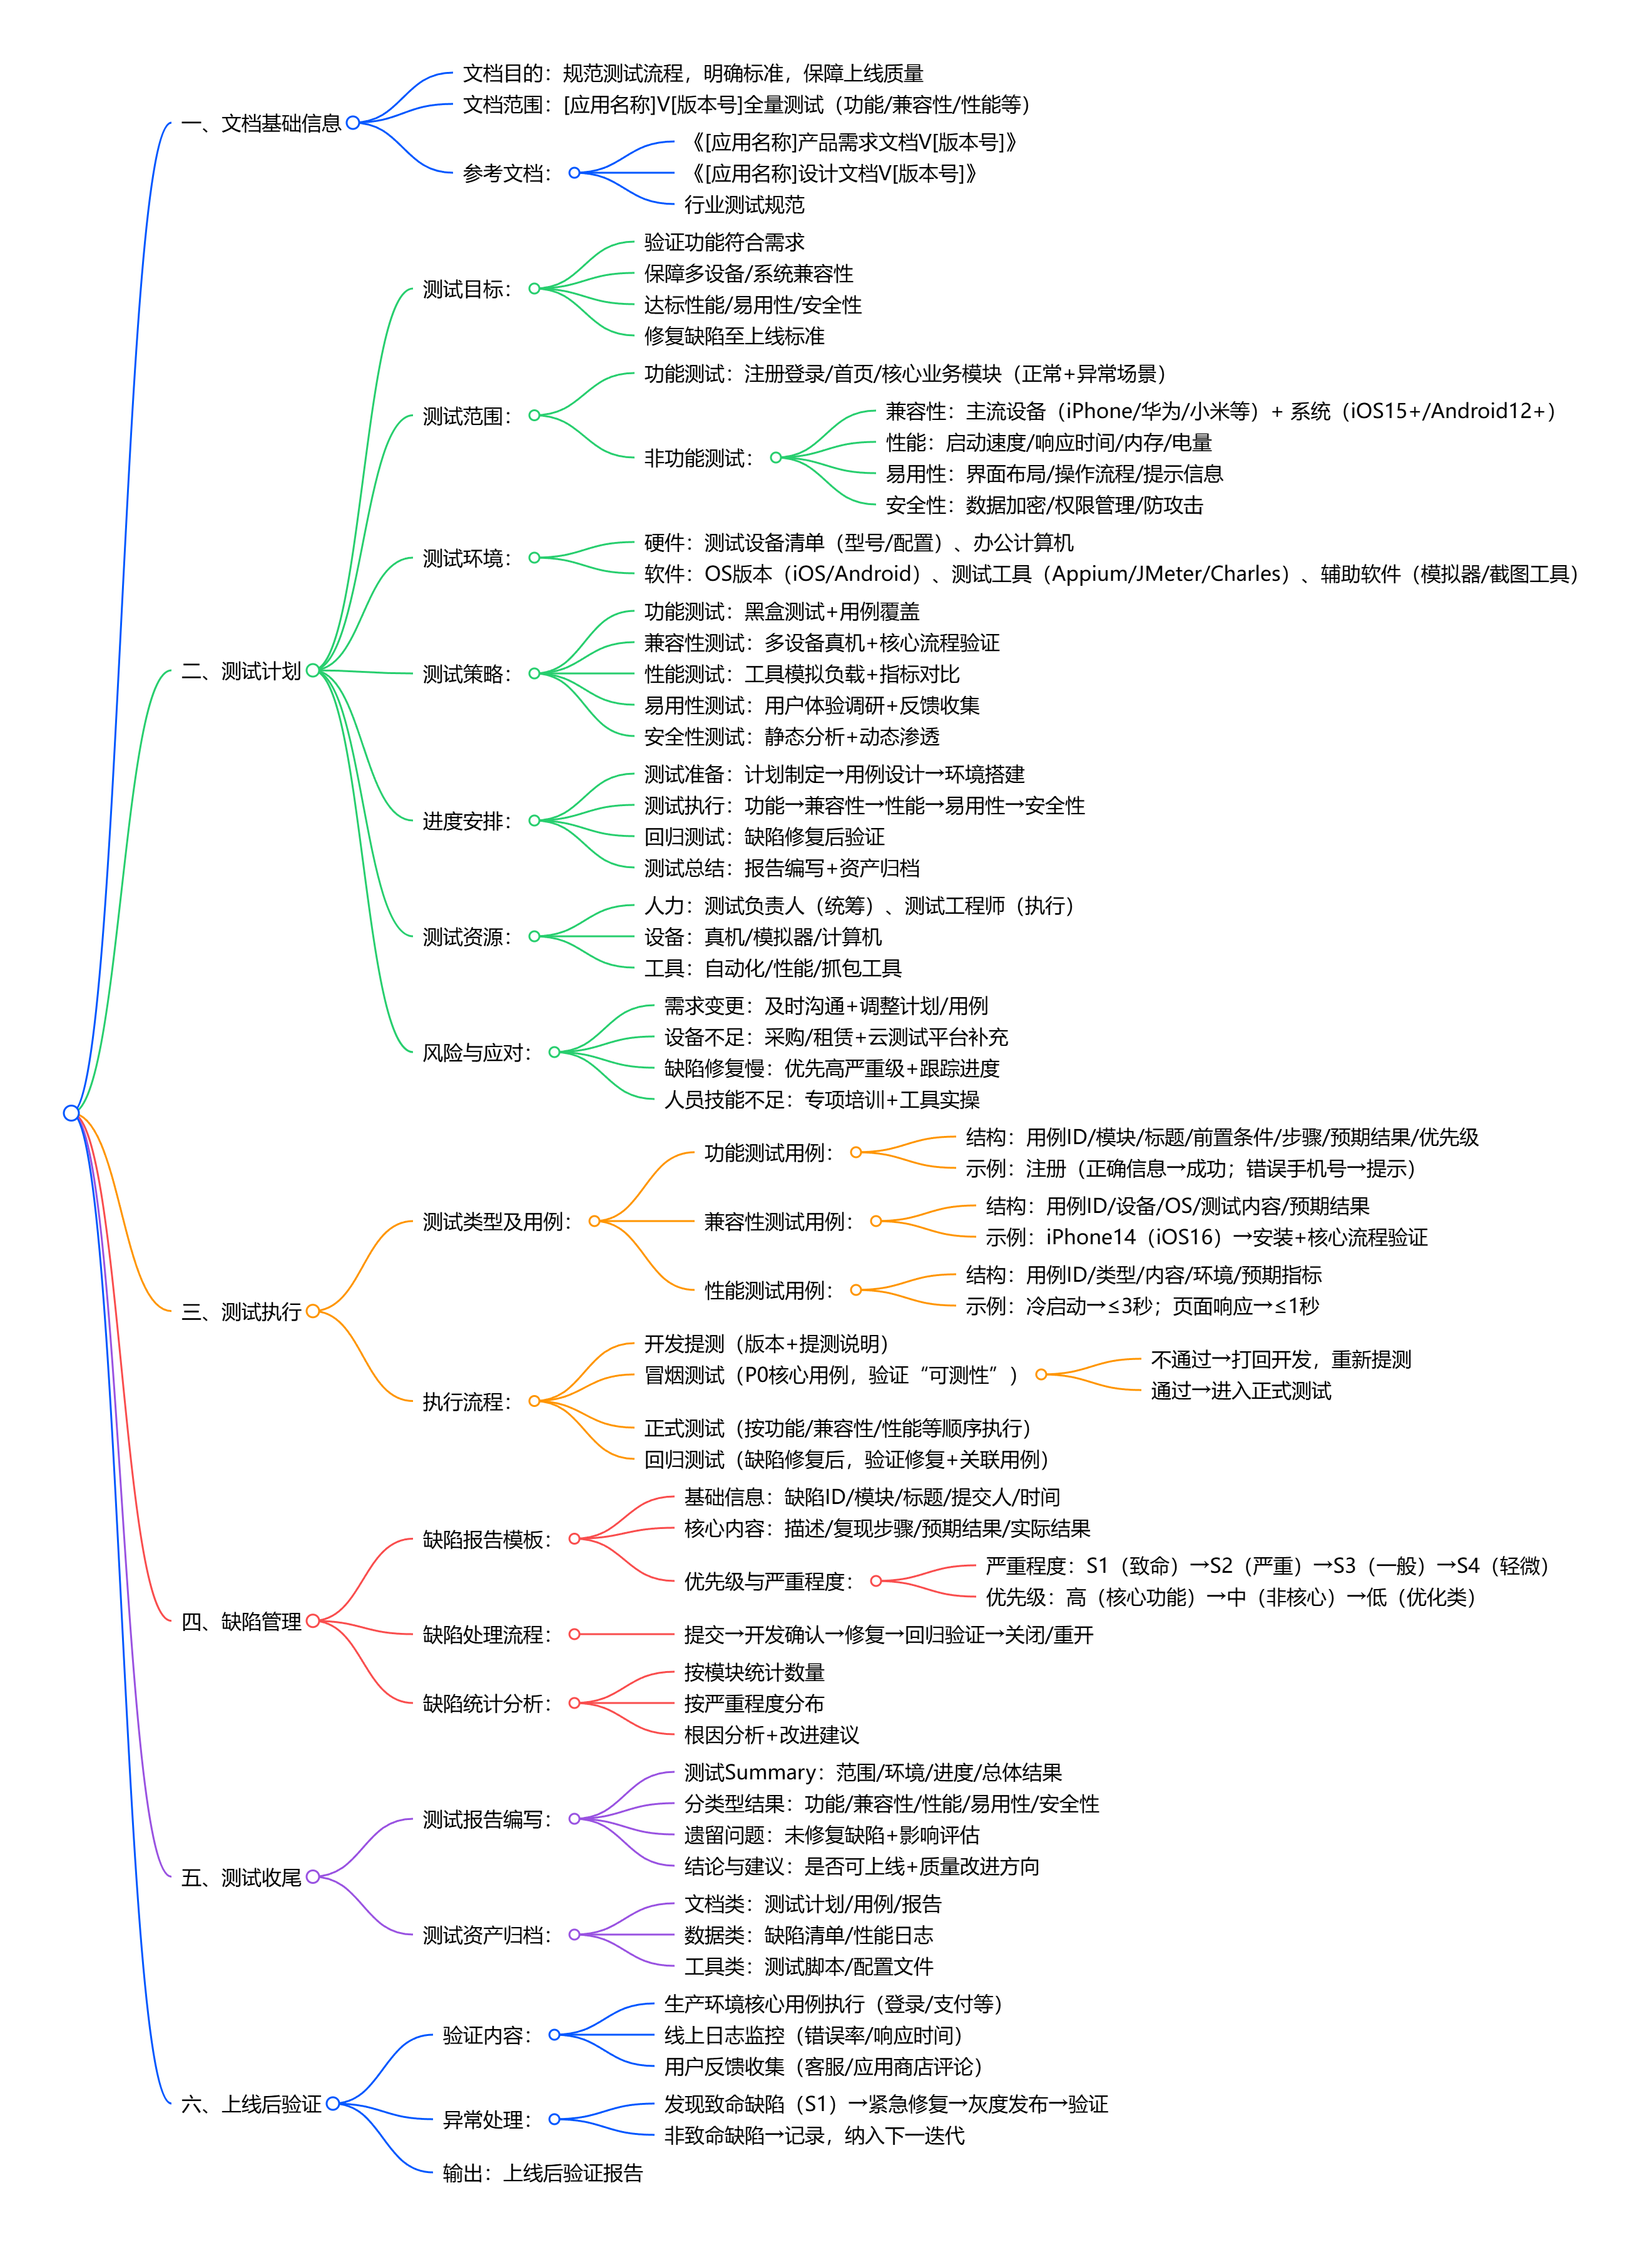 一、文档基础信息
文档目的：规范测试流程，明确标准，保障上线质量
文档范围：[应用名称]V[版本号]全量测试（功能/兼容性/性能等）
参考文档：
《[应用名称]产品需求文档V[版本号]》
《[应用名称]设计文档V[版本号]》
行业测试规范
二、测试计划
测试目标：
验证功能符合需求
保障多设备/系统兼容性
达标性能/易用性/安全性
修复缺陷至上线标准
测试范围：
功能测试：注册登录/首页/核心业务模块（正常+异常场景）
非功能测试：
兼容性：主流设备（iPhone/华为/小米等）+ 系统（iOS15+/Android12+）
性能：启动速度/响应时间/内存/电量
易用性：界面布局/操作流程/提示信息
安全性：数据加密/权限管理/防攻击
测试环境：
硬件：测试设备清单（型号/配置）、办公计算机
软件：OS版本（iOS/Android）、测试工具（Appium/JMeter/Charles）、辅助软件（模拟器/截图工具）
测试策略：
功能测试：黑盒测试+用例覆盖
兼容性测试：多设备真机+核心流程验证
性能测试：工具模拟负载+指标对比
易用性测试：用户体验调研+反馈收集
安全性测试：静态分析+动态渗透
进度安排：
测试准备：计划制定→用例设计→环境搭建
测试执行：功能→兼容性→性能→易用性→安全性
回归测试：缺陷修复后验证
测试总结：报告编写+资产归档
测试资源：
人力：测试负责人（统筹）、测试工程师（执行）
设备：真机/模拟器/计算机
工具：自动化/性能/抓包工具
风险与应对：
需求变更：及时沟通+调整计划/用例
设备不足：采购/租赁+云测试平台补充
缺陷修复慢：优先高严重级+跟踪进度
人员技能不足：专项培训+工具实操
三、测试执行
测试类型及用例：
功能测试用例：
结构：用例ID/模块/标题/前置条件/步骤/预期结果/优先级
示例：注册（正确信息→成功；错误手机号→提示）
兼容性测试用例：
结构：用例ID/设备/OS/测试内容/预期结果
示例：iPhone14（iOS16）→安装+核心流程验证
性能测试用例：
结构：用例ID/类型/内容/环境/预期指标
示例：冷启动→≤3秒；页面响应→≤1秒
执行流程：
开发提测（版本+提测说明）
冒烟测试（P0核心用例，验证“可测性”）
不通过→打回开发，重新提测
通过→进入正式测试
正式测试（按功能/兼容性/性能等顺序执行）
回归测试（缺陷修复后，验证修复+关联用例）
四、缺陷管理
缺陷报告模板：
基础信息：缺陷ID/模块/标题/提交人/时间
核心内容：描述/复现步骤/预期结果/实际结果
优先级与严重程度：
严重程度：S1（致命）→S2（严重）→S3（一般）→S4（轻微）
优先级：高（核心功能）→中（非核心）→低（优化类）
缺陷处理流程：
提交→开发确认→修复→回归验证→关闭/重开
缺陷统计分析：
按模块统计数量
按严重程度分布
根因分析+改进建议
五、测试收尾
测试报告编写：
测试Summary：范围/环境/进度/总体结果
分类型结果：功能/兼容性/性能/易用性/安全性
遗留问题：未修复缺陷+影响评估
结论与建议：是否可上线+质量改进方向
测试资产归档：
文档类：测试计划/用例/报告
数据类：缺陷清单/性能日志
工具类：测试脚本/配置文件
六、上线后验证
验证内容：
生产环境核心用例执行（登录/支付等）
线上日志监控（错误率/响应时间）
用户反馈收集（客服/应用商店评论）
异常处理：
发现致命缺陷（S1）→紧急修复→灰度发布→验证
非致命缺陷→记录，纳入下一迭代
输出：上线后验证报告